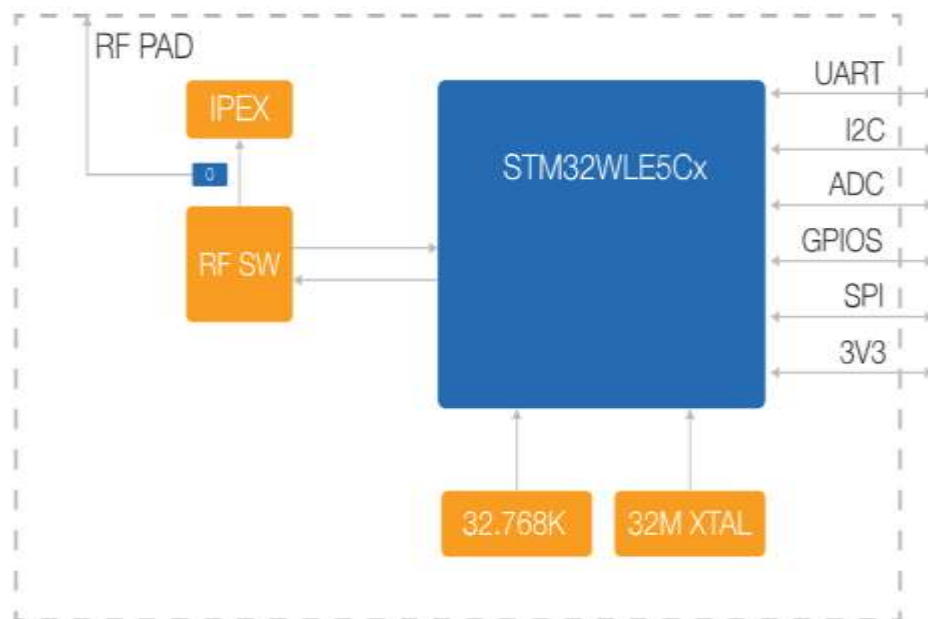 RF PAD
IPEX
0
RF SW
STM32WLE5Cx
UART
I2C
ADC
GPIOS
SPI
3V3
32.768K
32M XTAL